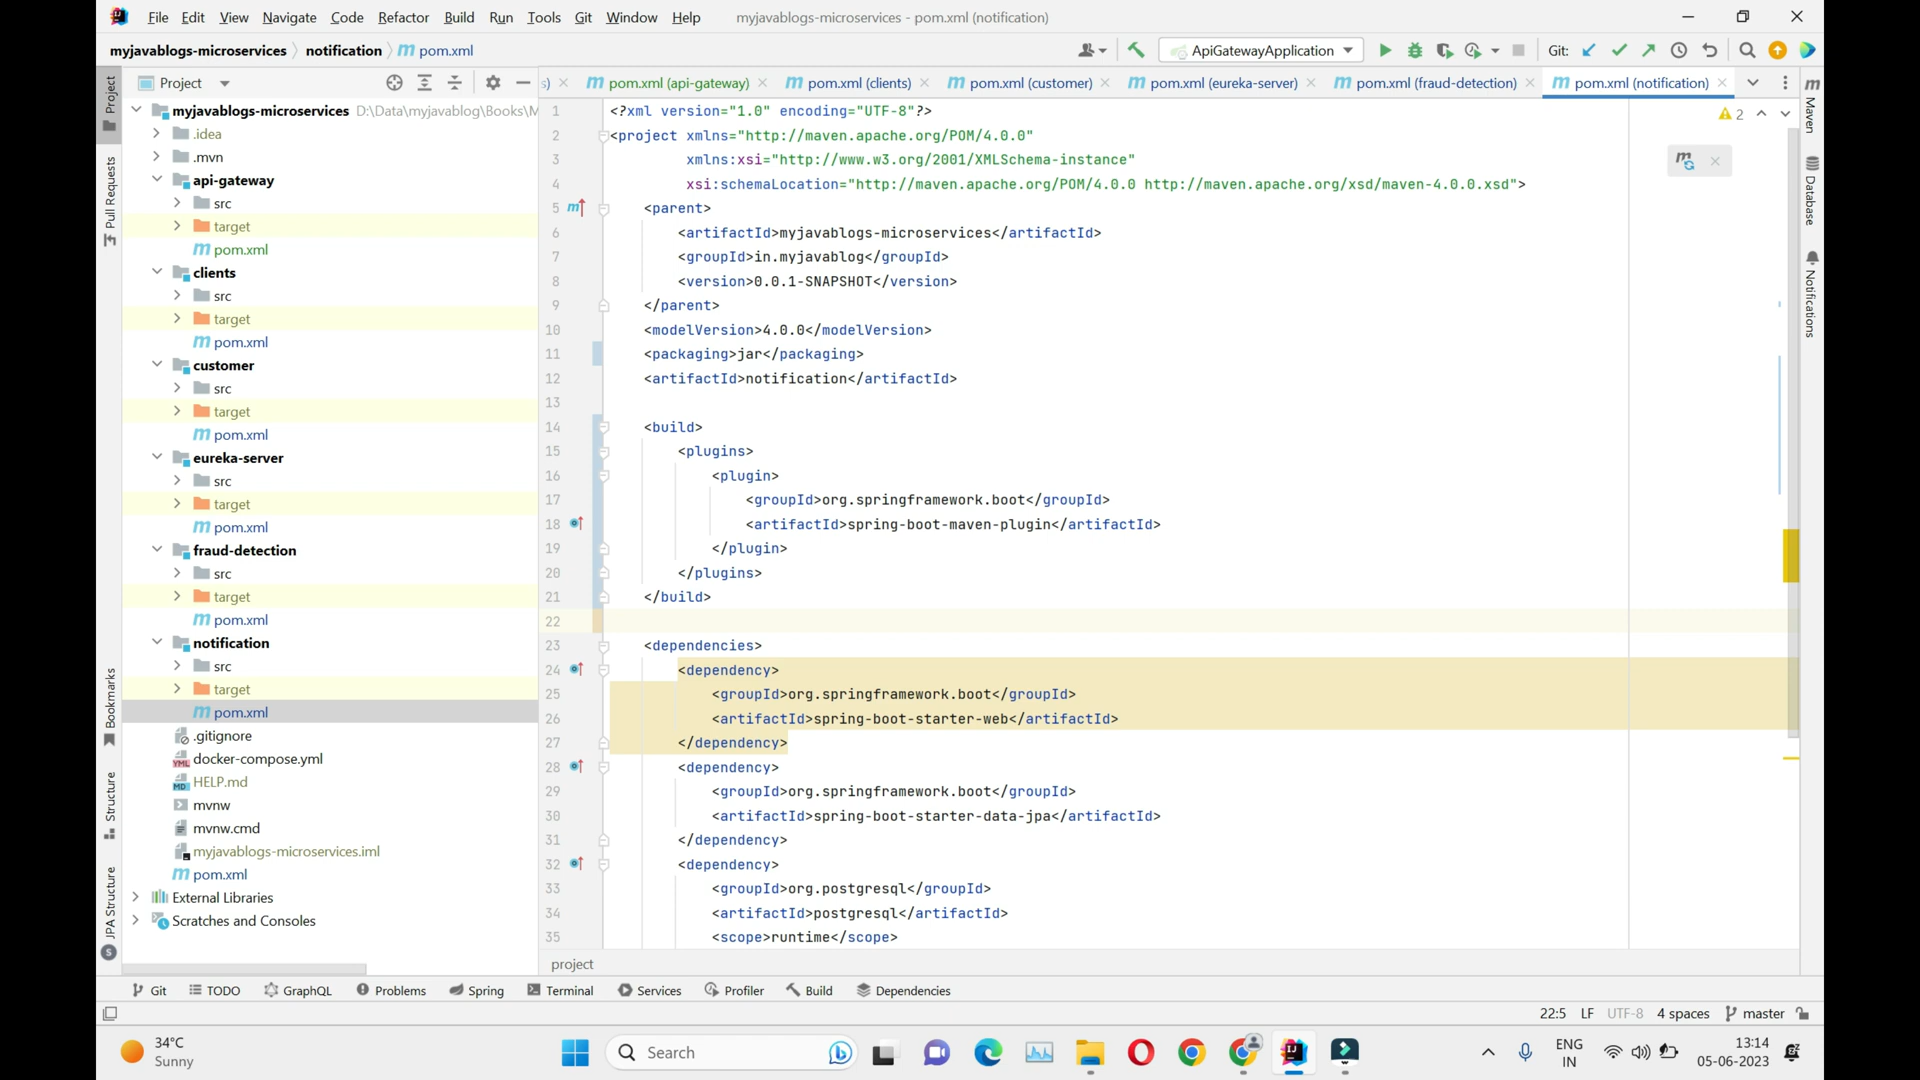 File Edit View Navigate Code Refactor Build Run Tools Git Window Help myjavablogs-microservices - pom.xml (notification)
myjavablogs-microservices notification m pom.xml ApiGatewayApplication Git:
Project s) pom.xml (api-gateway) pom.xml (clients) pom.xml (customer) pom.xml (eureka-server) pom.xml (fraud-detection) pom.xml (notification)
myjavablogs-microservices D:\Data\myjavablog\Books\M
.idea
.mvn
api-gateway
src
target
pom.xml
clients
src
target
pom.xml
customer
src
target
pom.xml
eureka-server
src
target
pom.xml
fraud-detection
src
target
pom.xml
notification
src
target
pom.xml
.gitignore
docker-compose.yml
HELP.md
mvnw
mvnw.cmd
myjavablogs-microservices.iml
pom.xml
External Libraries
Scratches and Consoles
1 <?xml version="1.0" encoding="UTF-8"?>
2 <project xmlns="http://maven.apache.org/POM/4.0.0"
3 xmlns:xsi="http://www.w3.org/2001/XMLSchema-instance"
4 xsi:schemaLocation="http://maven.apache.org/POM/4.0.0 http://maven.apache.org/xsd/maven-4.0.0.xsd">
5 <parent>
6 <artifactId>myjavablogs-microservices</artifactId>
7 <groupId>in.myjavablog</groupId>
8 <version>0.0.1-SNAPSHOT</version>
9 </parent>
10 <modelVersion>4.0.0</modelVersion>
11 <packaging>jar</packaging>
12 <artifactId>notification</artifactId>
13
14 <build>
15 <plugins>
16 <plugin>
17 <groupId>org.springframework.boot</groupId>
18 <artifactId>spring-boot-maven-plugin</artifactId>
19 </plugin>
20 </plugins>
21 </build>
22
23 <dependencies>
24 <dependency>
25 <groupId>org.springframework.boot</groupId>
26 <artifactId>spring-boot-starter-web</artifactId>
27 </dependency>
28 <dependency>
29 <groupId>org.springframework.boot</groupId>
30 <artifactId>spring-boot-starter-data-jpa</artifactId>
31 </dependency>
32 <dependency>
33 <groupId>org.postgresql</groupId>
34 <artifactId>postgresql</artifactId>
35 <scope>runtime</scope>
project
2
Project
Pull Requests
Bookmarks
Structure
JPA Structure
Maven
Database
Notifications
Git TODO GraphQL Problems Spring Terminal Services Profiler Build Dependencies
22:5 LF UTF-8 4 spaces master
34°C
Sunny
Search
ENG
IN
13:14
05-06-2023